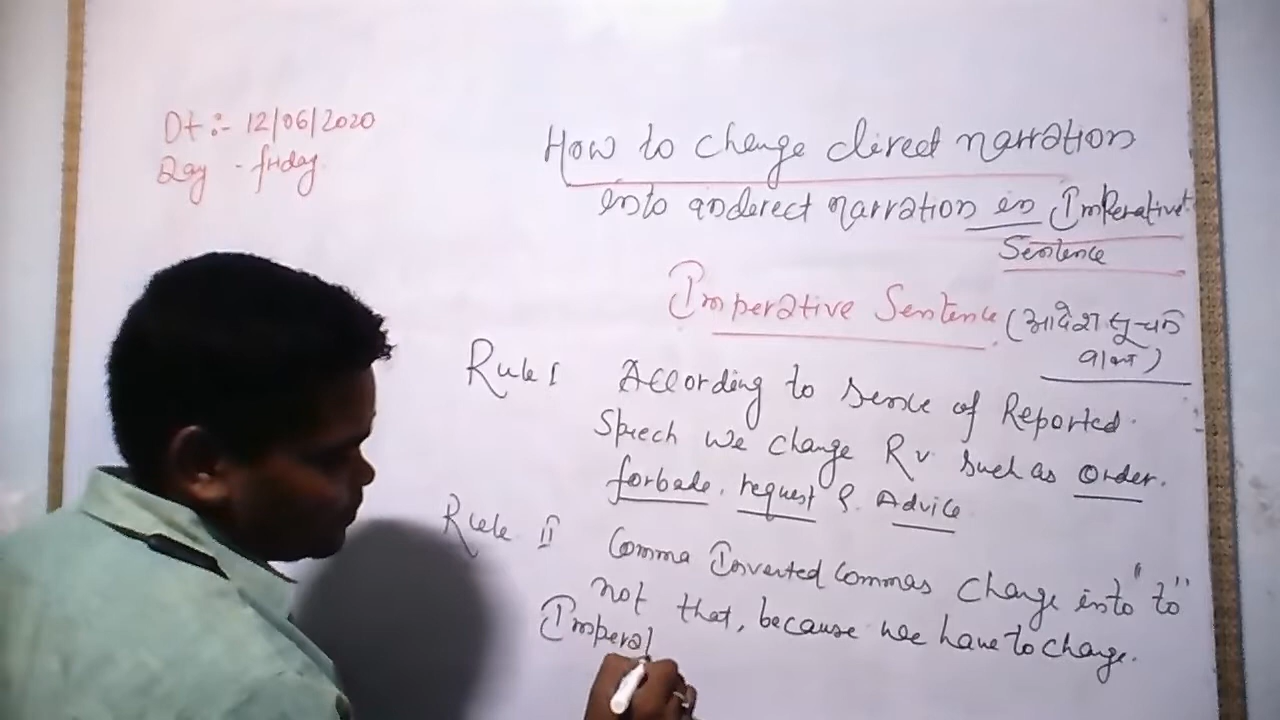 Dt :- 12/06/2020
Day - friday
How to change direct narration
into inderect narration in Imperative
Sentence
Imperative Sentence (आदेश सूचक
वाक्य)
Rule I According to sense of Reported
Speech we change R v such as Order.
forbade, request & Advice
Rule II Comma Inverted Commas change into "to"
not that, because we have to change.
Imperat